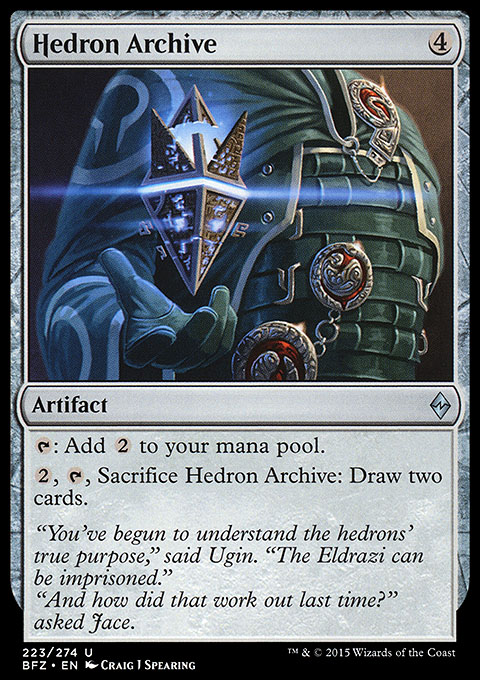 Hedron Archive 4
Artifact
: Add 2 to your mana pool.
2, , Sacrifice Hedron Archive: Draw two
cards.
“You’ve begun to understand the hedrons’
true purpose,” said Ugin. “The Eldrazi can
be imprisoned.”
“And how did that work out last time?”
asked Jace.
223/274 U
BFZ • EN Craig J Spearing
™ & © 2015 Wizards of the Coast